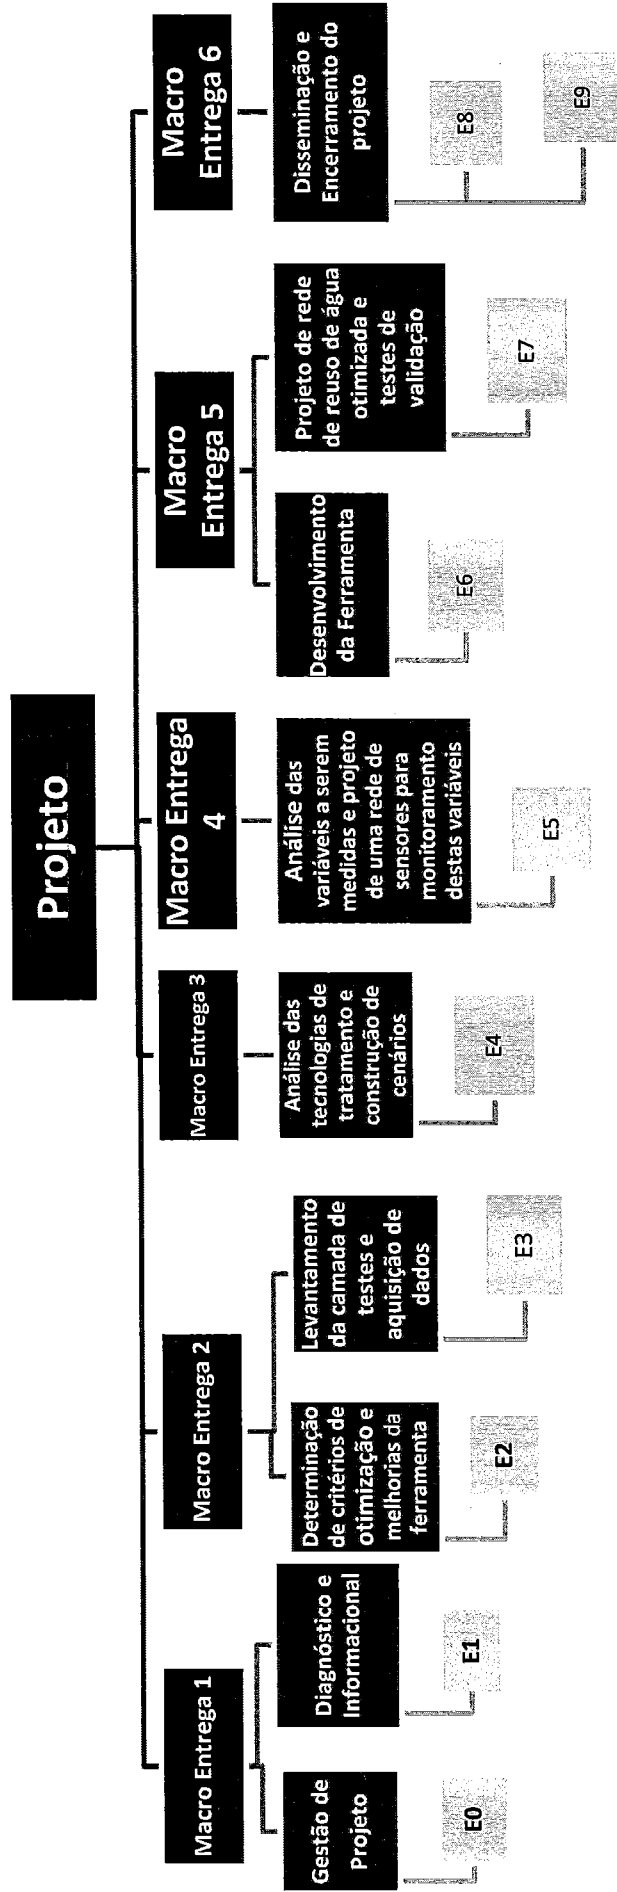 Projeto
Macro Entrega 1
Gestão de
Projeto
E0
Diagnóstico e
Informacional
E1
Macro Entrega 2
Determinação
de critérios de
otimização e
melhorias da
ferramenta
E2
Levantamento
da camada de
testes e
aquisição de
dados
E3
Macro Entrega 3
Análise das
tecnologias de
tratamento e
construção de
cenários
E4
Macro Entrega
4
Análise das
variáveis a serem
medidas e projeto
de uma rede de
sensores para
monitoramento
destas variáveis
E5
Macro
Entrega 5
Desenvolvimento
da Ferramenta
E6
Projeto de rede
de reuso de água
otimizada e
testes de
validação
E7
Macro
Entrega 6
Disseminação e
Encerramento do
projeto
E8
E9